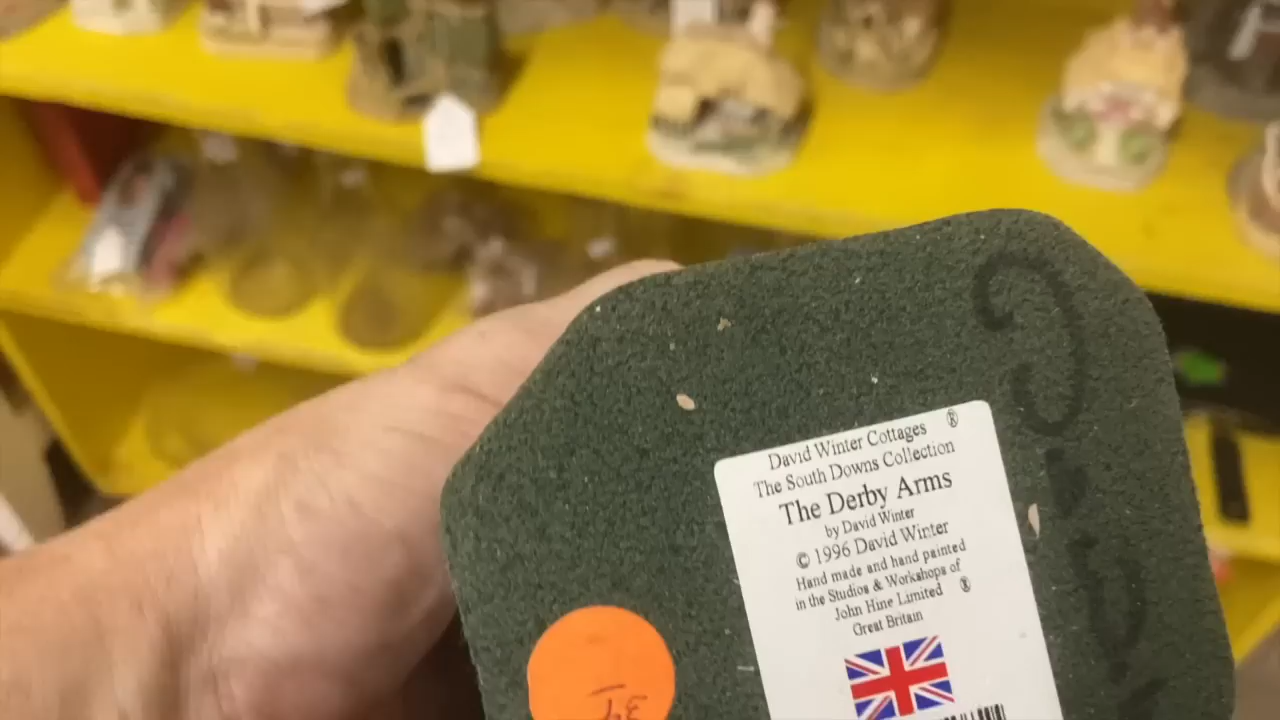 David Winter Cottages ®
The South Downs Collection
The Derby Arms
by David Winter
© 1996 David Winter
Hand made and hand painted
in the Studios & Workshops of
John Hine Limited ®
Great Britain